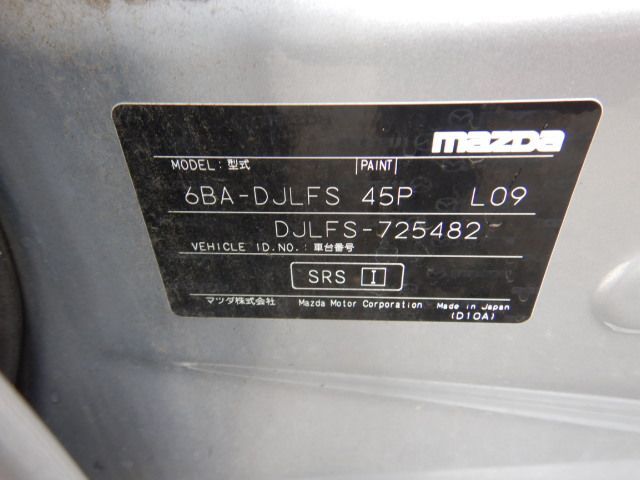 mazda
MODEL: 型式 PAINT
6BA-DJLFS 45P L09
DJLFS-725482
VEHICLE ID.NO.: 車台番号
SRS I
マツダ株式会社 Mazda Motor Corporation Made in Japan
(D10A)